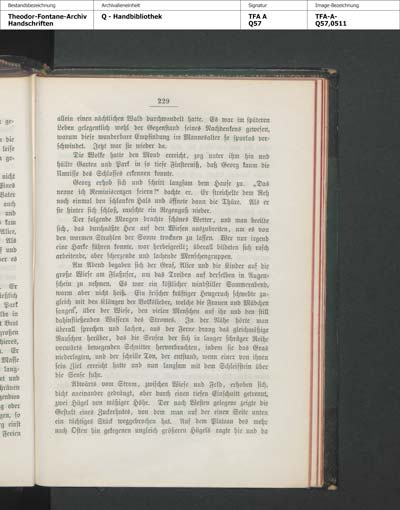 Bestandsbezeichnung
Archivalieneinheit
Signatur
Image-Bezeichnung
Theodor-Fontane-Archiv
Handschriften
Q - Handbibliothek
TFA A
Q57
TFA-A-
Q57,0511
229
allein einen nächtlichen Wald durchwandelt hatte. Es war im späteren
Leben gelegentlich wohl der Gegenstand seines Nachdenkens gewesen,
warum diese wunderbare Empfindung im Mannesalter so spurlos ver-
schwindet. Jetzt war sie wieder da.
Die Wolke hatte den Mond erreicht, zog unter ihm hin und
hüllte Garten und Park in so tiefe Finsterniß, daß Georg kaum die
Umrisse des Schlosses erkennen konnte.
Georg erhob sich und schritt langsam dem Hause zu. „Das
nenne ich Reminiscenzen feiern!“ dachte er. Er streichelte dem Reh
noch einmal den schlanken Hals und öffnete dann die Thüre. Als er
sie hinter sich schloß, rauschte ein Regenguß nieder.
Der folgende Morgen brachte schönes Wetter, und man beeilte
sich, das durchnäßte Heu auf den Wiesen auszubreiten, um es von
den warmen Strahlen der Sonne trocknen zu lassen. Wer nur irgend
eine Harke führen konnte, war herbeigeeilt; überall bildeten sich rasch
arbeitende, aber scherzende und lachende Menschengruppen.
Am Abend begaben sich der Graf, Alice und die Kinder auf die
große Wiese am Flußufer, um das Treiben auf derselben in Augen-
schein zu nehmen. Es war ein köstlicher windstiller Sommerabend,
warm aber nicht heiß. Ein frischer kräftiger Heugeruch schwebte zu-
gleich mit den Klängen der Volkslieder, welche die Frauen und Mädchen
sangen, über der Wiese, den vielen Menschen auf ihr und den still
dahinfließenden Wassern des Stromes. In der Nähe hörte man
überall sprechen und lachen, aus der Ferne drang das gleichmäßige
Rauschen herüber, das die Sensen der sich in langer schräger Reihe
vorwärts bewegenden Schnitter hervorbrachten, indem sie das Gras
niederlegten, und der schrille Ton, der entstand, wenn einer von ihnen
sein Ziel erreicht hatte und nun langsam mit dem Schleifstein über
die Sense fuhr.
Abwärts vom Strom, zwischen Wiese und Feld, erhoben sich,
dicht aneinander gedrängt, aber durch einen tiefen Einschnitt getrennt,
zwei Hügel von mäßiger Höhe. Der nach Westen gelegene zeigte die
Gestalt eines Zuckerhutes, von dem man auf der einen Seite unten
ein tüchtiges Stück weggebrochen hat. Auf dem Plateau des mehr
nach Osten hin gelegenen ungleich größeren Hügels ragte hie und da